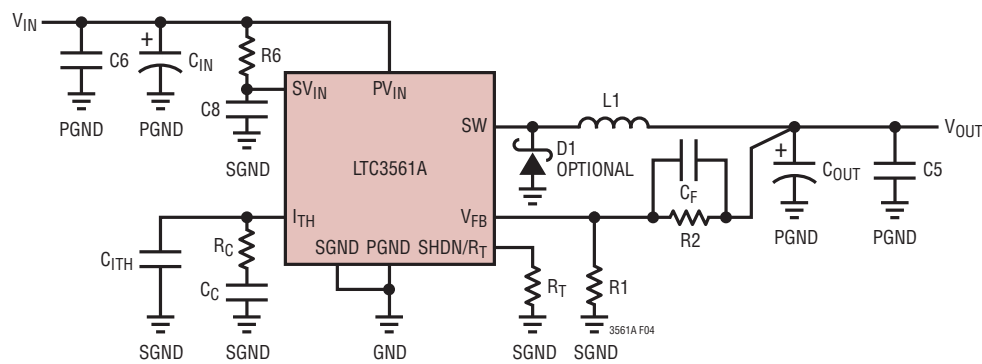 VIN
C6
CIN
+
R6
PGND
PGND
C8
SGND
SVIN
PVIN
SW
LTC3561A
ITH
VFB
SGND
PGND
SHDN/RT
L1
D1
OPTIONAL
CF
R2
+
COUT
C5
VOUT
PGND
PGND
CITH
RC
CC
RT
R1
3561A F04
SGND
SGND
GND
SGND
SGND